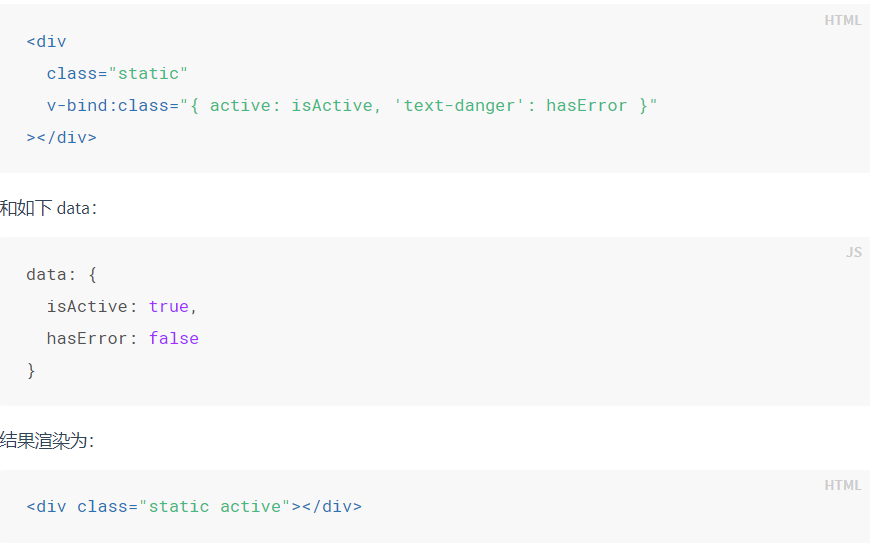 HTML
<div
  class="static"
  v-bind:class="{ active: isActive, 'text-danger': hasError }"
></div>
和如下 data：
JS
data: {
  isActive: true,
  hasError: false
}
结果渲染为：
HTML
<div class="static active"></div>